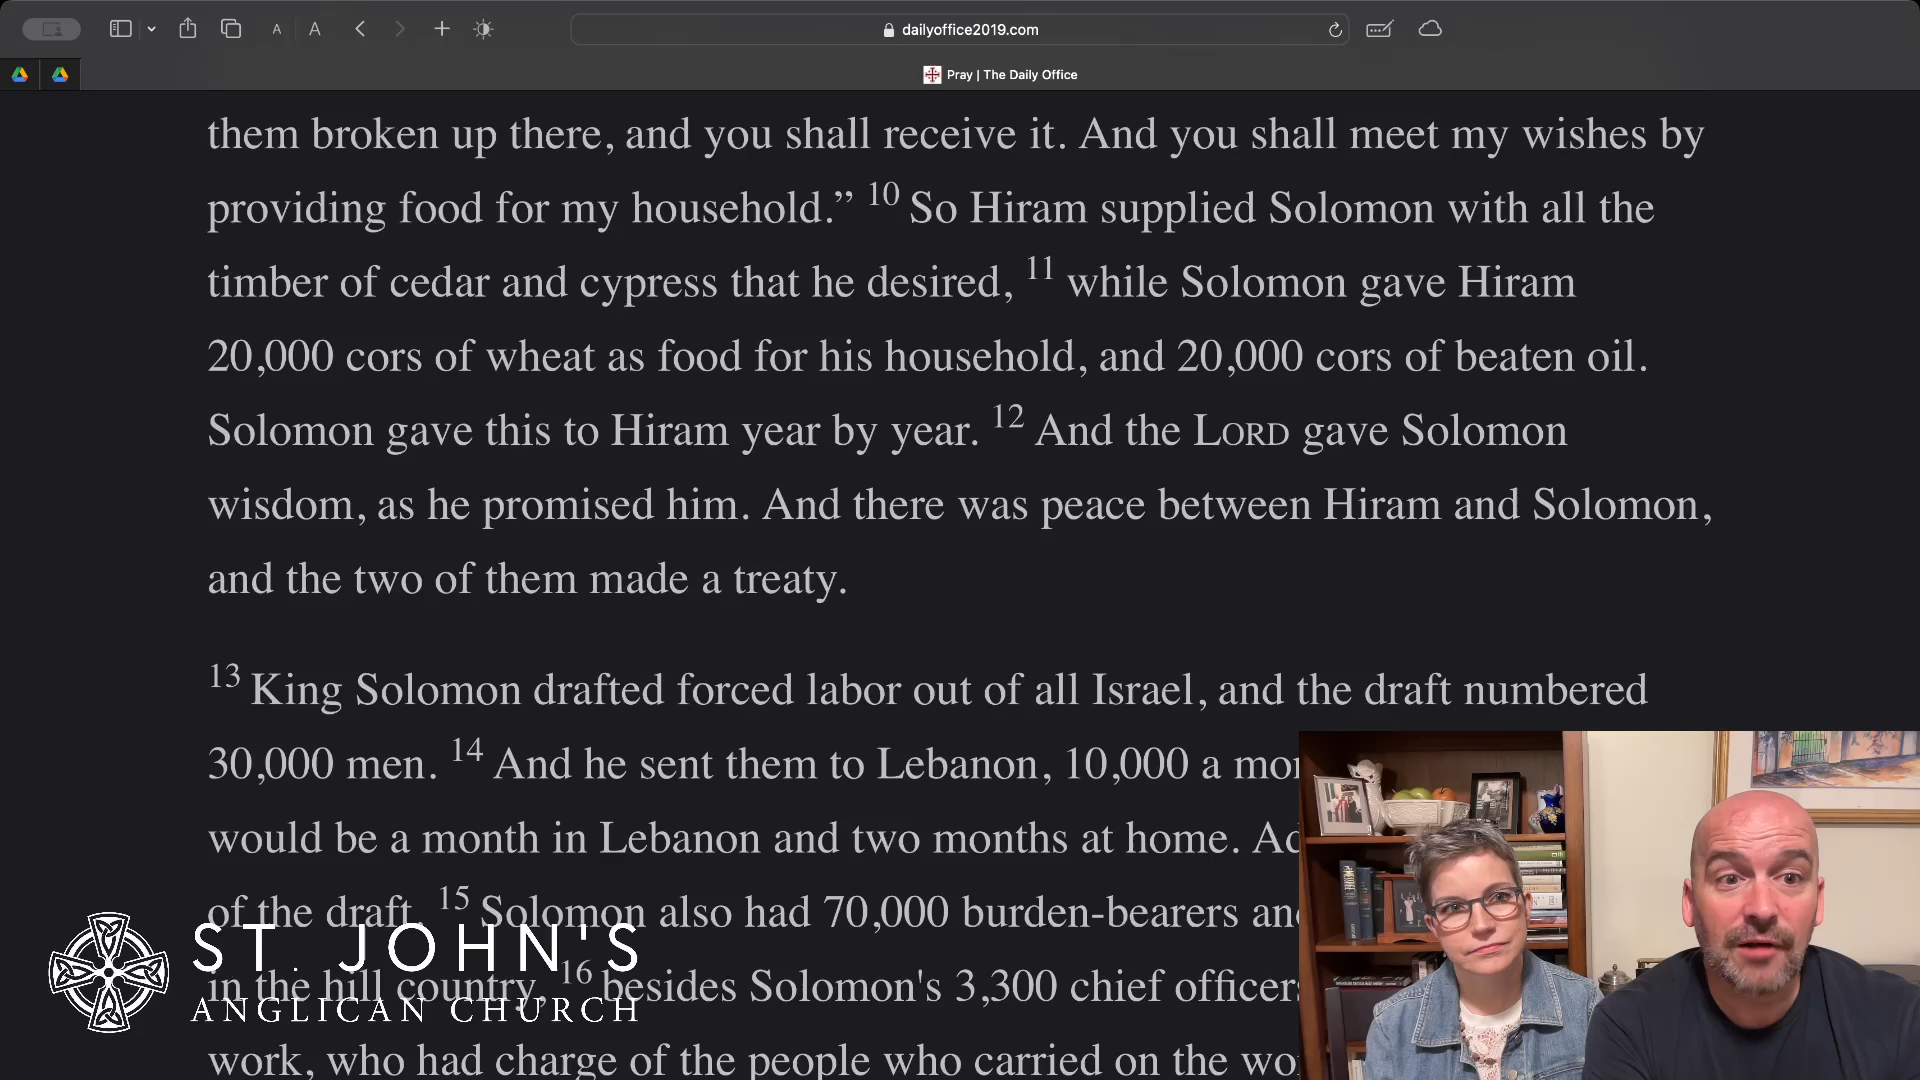 A A dailyoffice2019.com
Pray | The Daily Office
them broken up there, and you shall receive it. And you shall meet my wishes by
providing food for my household.” 10 So Hiram supplied Solomon with all the
timber of cedar and cypress that he desired, 11 while Solomon gave Hiram
20,000 cors of wheat as food for his household, and 20,000 cors of beaten oil.
Solomon gave this to Hiram year by year. 12 And the LORD gave Solomon
wisdom, as he promised him. And there was peace between Hiram and Solomon,
and the two of them made a treaty.
13 King Solomon drafted forced labor out of all Israel, and the draft numbered
30,000 men. 14 And he sent them to Lebanon, 10,000 a mo
would be a month in Lebanon and two months at home. Ad
of the draft. 15 Solomon also had 70,000 burden-bearers an
in the hill country, 16 besides Solomon's 3,300 chief officers
work, who had charge of the people who carried on the wo
ST. JOHN'S
ANGLICAN CHURCH